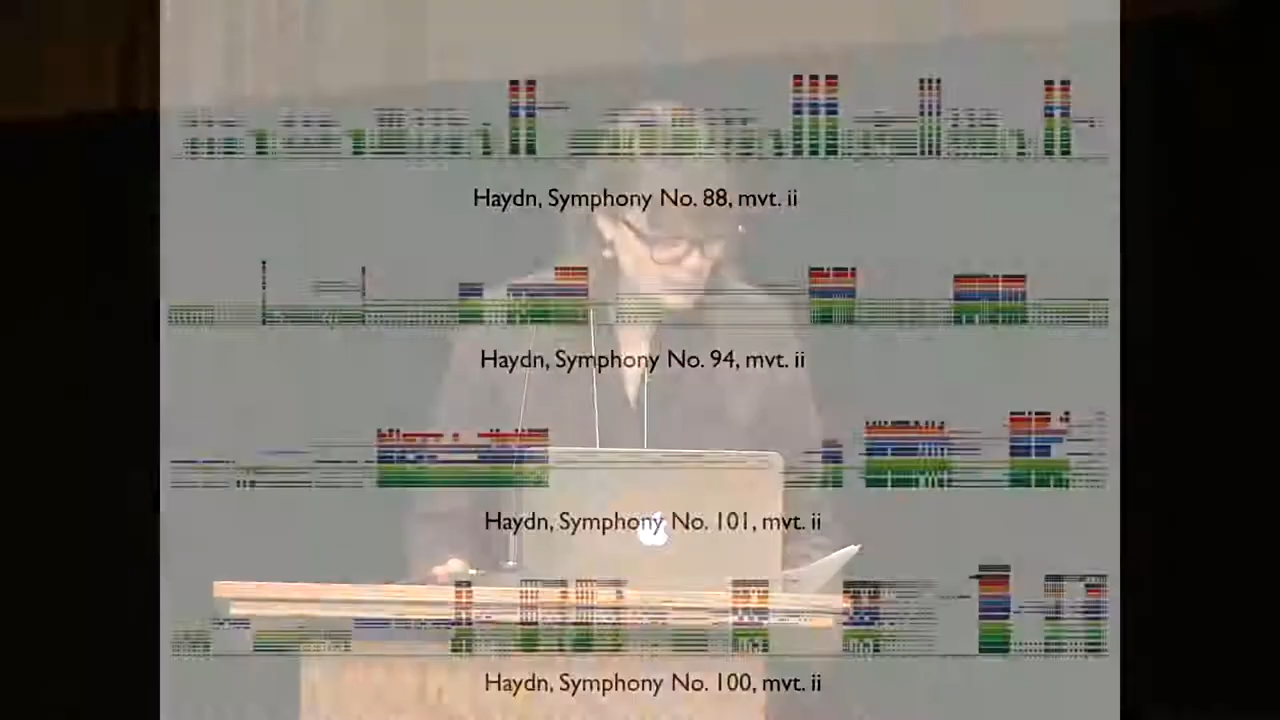 Haydn, Symphony No. 88, mvt. ii
Haydn, Symphony No. 94, mvt. ii
Haydn, Symphony No. 101, mvt. ii
Haydn, Symphony No. 100, mvt. ii